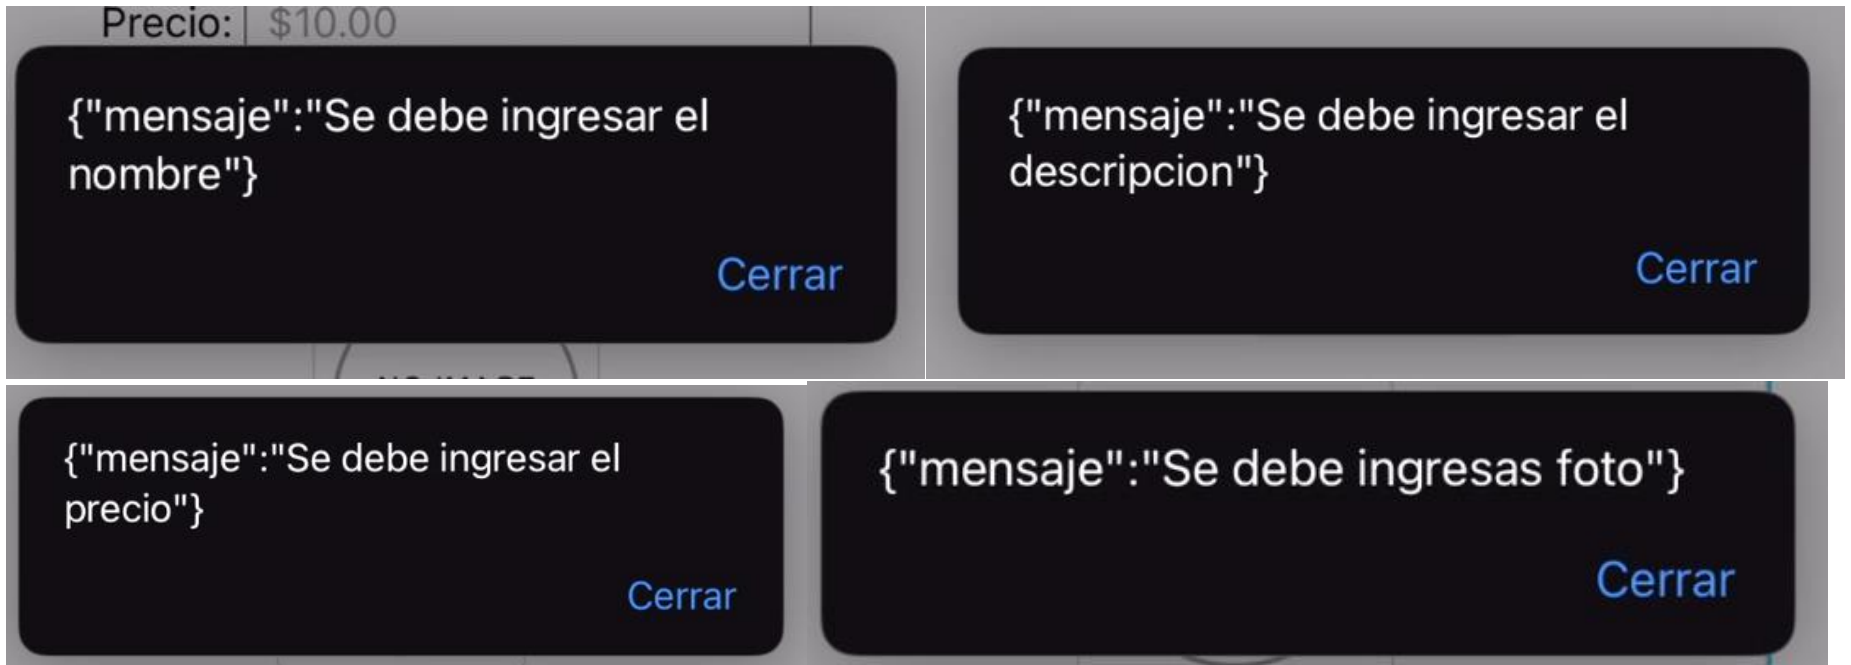 Precio: $10.00
{"mensaje":"Se debe ingresar el
nombre"}
Cerrar
{"mensaje":"Se debe ingresar el
descripcion"}
Cerrar
{"mensaje":"Se debe ingresar el
precio"}
Cerrar
{"mensaje":"Se debe ingresas foto"}
Cerrar